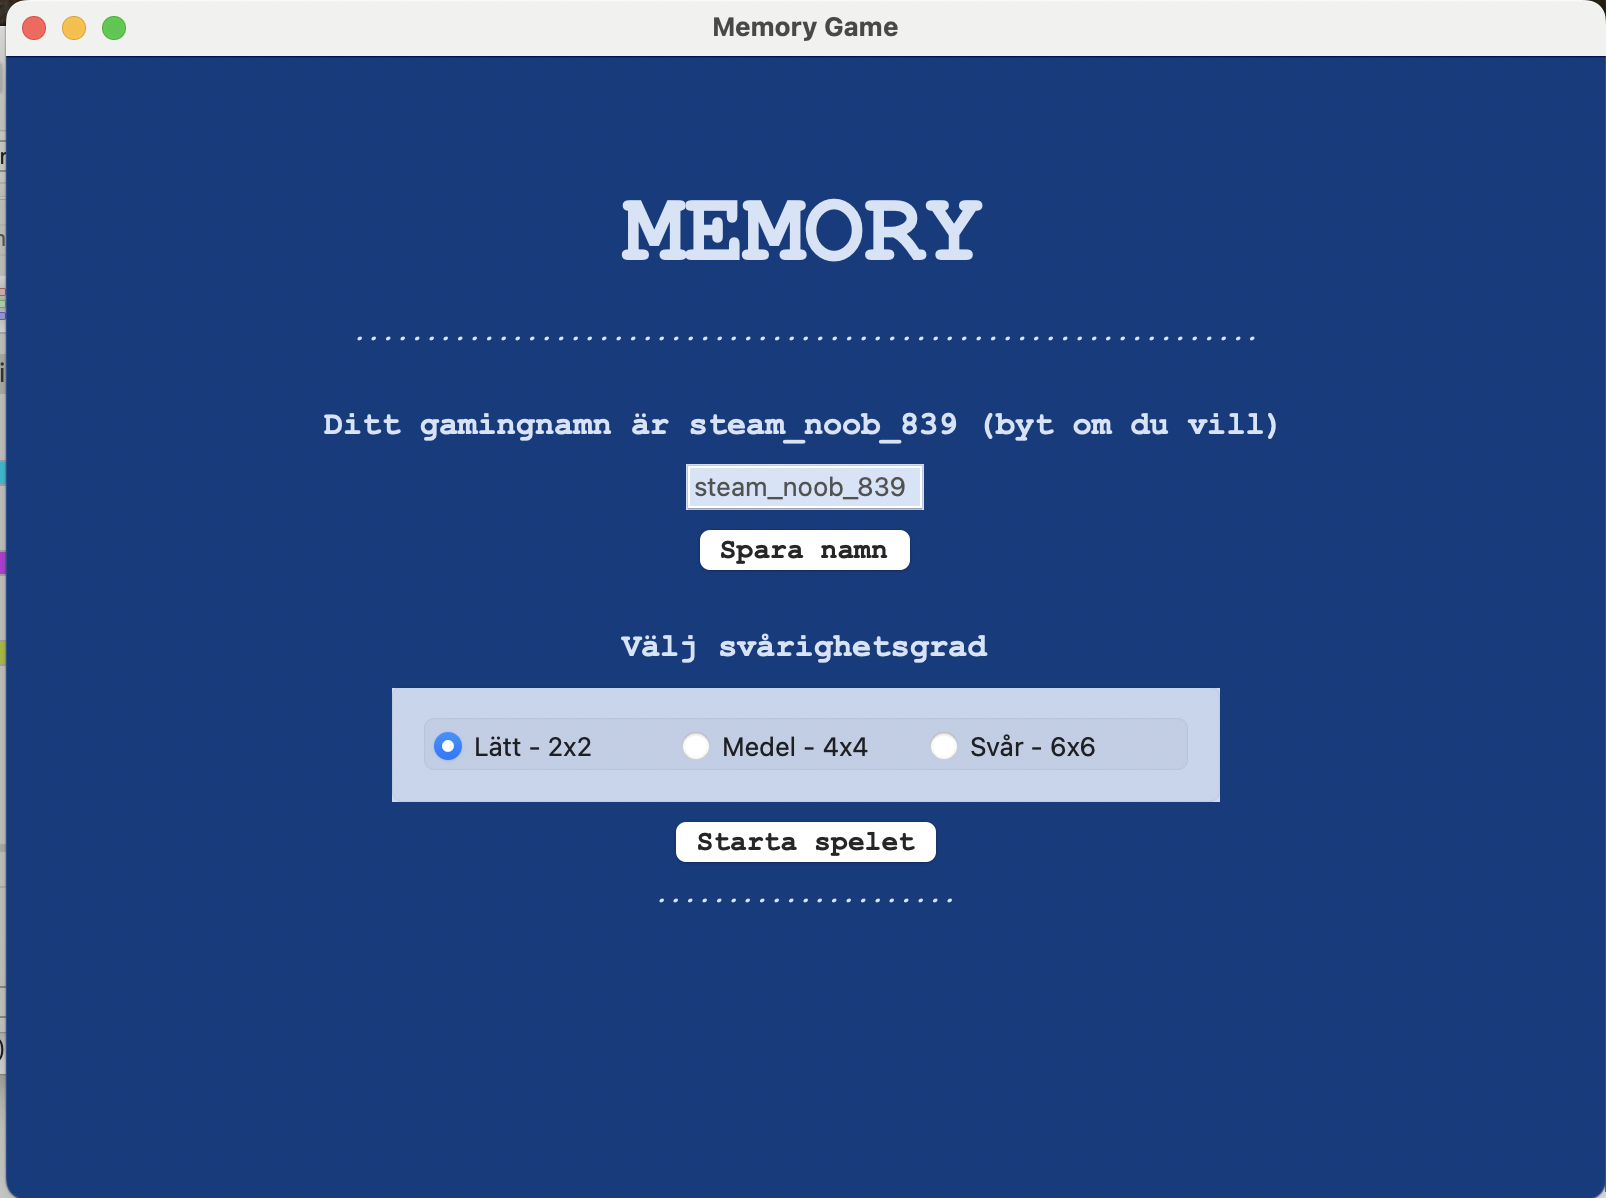 Memory Game
MEMORY
...............................................................
Ditt gamingnamn är steam_noob_839 (byt om du vill)
steam_noob_839
Spara namn
Välj svårighetsgrad
Lätt - 2x2 Medel - 4x4 Svår - 6x6
Starta spelet
.....................